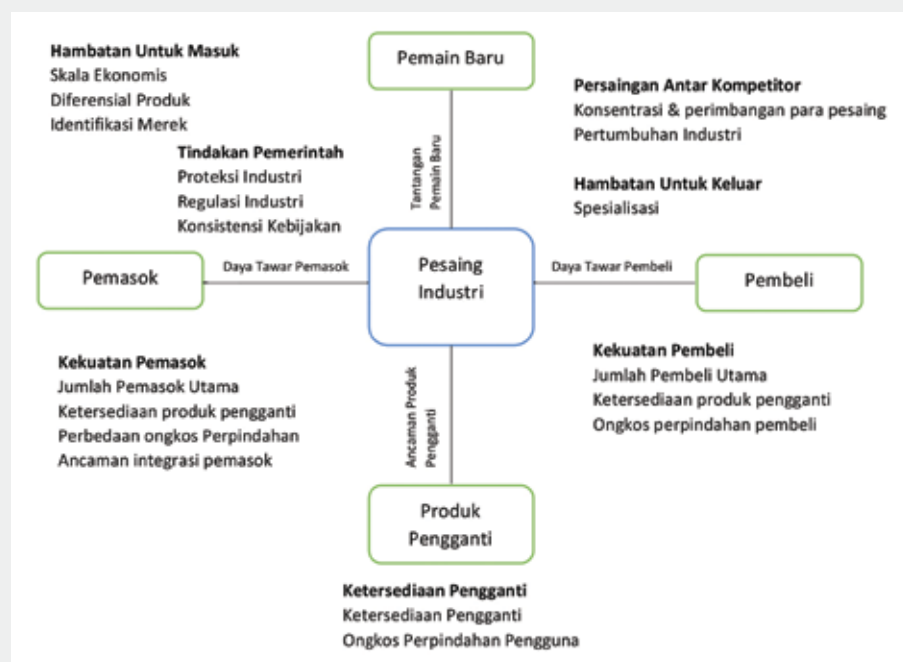 Hambatan Untuk Masuk
Skala Ekonomis
Diferensial Produk
Identifikasi Merek
Pemain Baru
Persaingan Antar Kompetitor
Konsentrasi & perimbangan para pesaing
Pertumbuhan Industri
Tindakan Pemerintah
Proteksi Industri
Regulasi Industri
Konsistensi Kebijakan
Tantangan
Pemain Baru
Hambatan Untuk Keluar
Spesialisasi
Pemasok
Daya Tawar Pemasok
Pesaing
Industri
Daya Tawar Pembeli
Pembeli
Kekuatan Pemasok
Jumlah Pemasok Utama
Ketersediaan produk pengganti
Perbedaan ongkos Perpindahan
Ancaman integrasi pemasok
Ancaman Produk
Pengganti
Kekuatan Pembeli
Jumlah Pembeli Utama
Ketersediaan produk pengganti
Ongkos perpindahan pembeli
Produk
Pengganti
Ketersediaan Pengganti
Ketersediaan Pengganti
Ongkos Perpindahan Pengguna